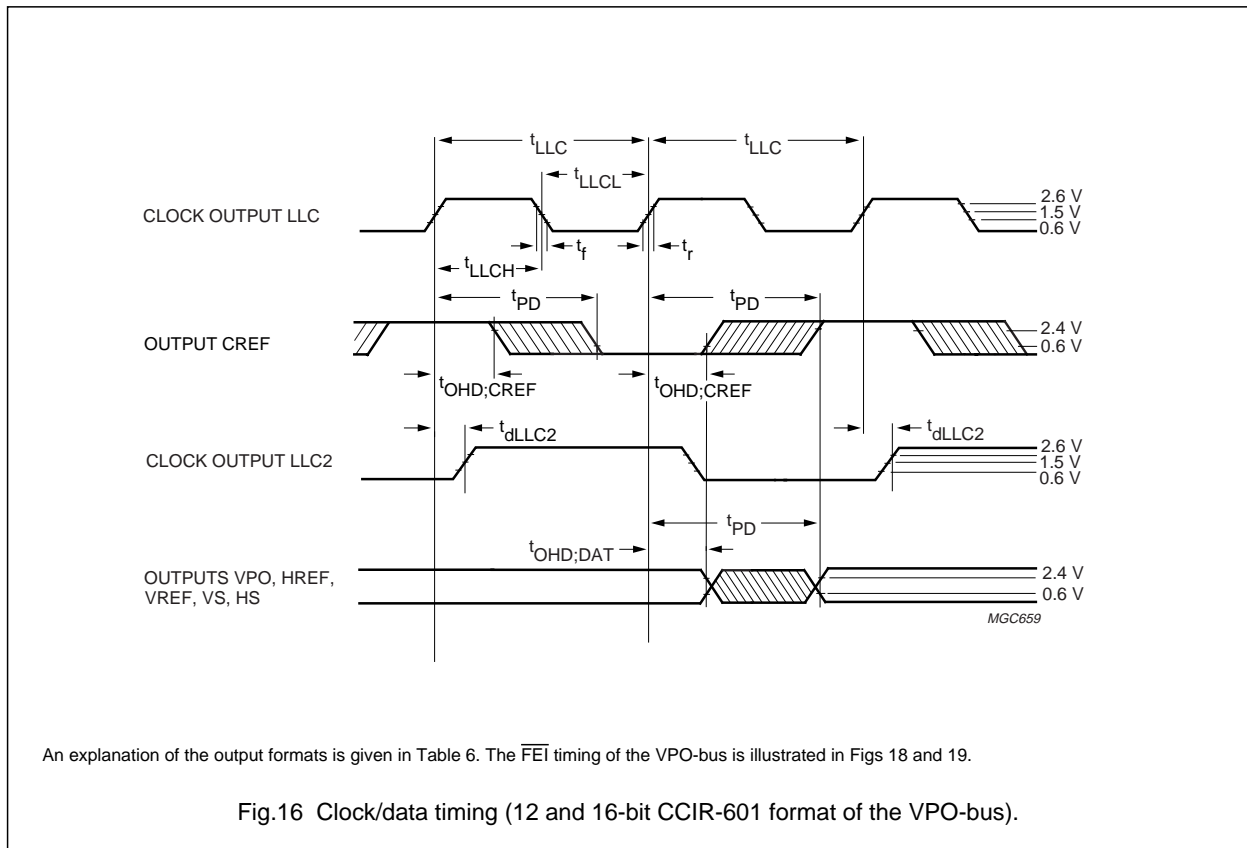 tLLC tLLC
tLLCL
CLOCK OUTPUT LLC
2.6 V
1.5 V
0.6 V
tf tr
tLLCH
tPD tPD
OUTPUT CREF
2.4 V
0.6 V
tOHD;CREF tOHD;CREF
tdLLC2 tdLLC2
CLOCK OUTPUT LLC2
2.6 V
1.5 V
0.6 V
tPD
tOHD;DAT
OUTPUTS VPO, HREF,
VREF, VS, HS
2.4 V
0.6 V
MGC659
An explanation of the output formats is given in Table 6. The F̅E̅I̅ timing of the VPO-bus is illustrated in Figs 18 and 19.
Fig.16 Clock/data timing (12 and 16-bit CCIR-601 format of the VPO-bus).